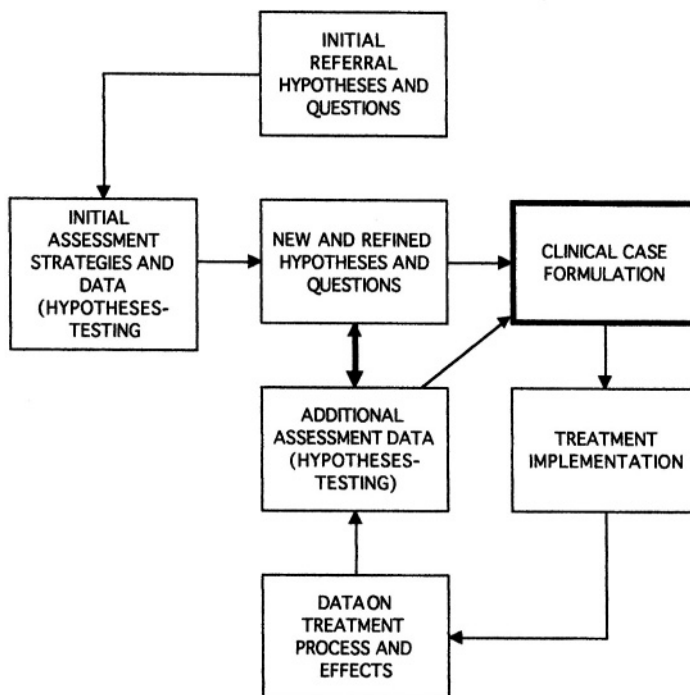 INITIAL
REFERRAL
HYPOTHESES AND
QUESTIONS
INITIAL
ASSESSMENT
STRATEGIES AND
DATA
(HYPOTHESES-
TESTING
NEW AND REFINED
HYPOTHESES AND
QUESTIONS
CLINICAL CASE
FORMULATION
ADDITIONAL
ASSESSMENT DATA
(HYPOTHESES-
TESTING)
TREATMENT
IMPLEMENTATION
DATA ON
TREATMENT
PROCESS AND
EFFECTS